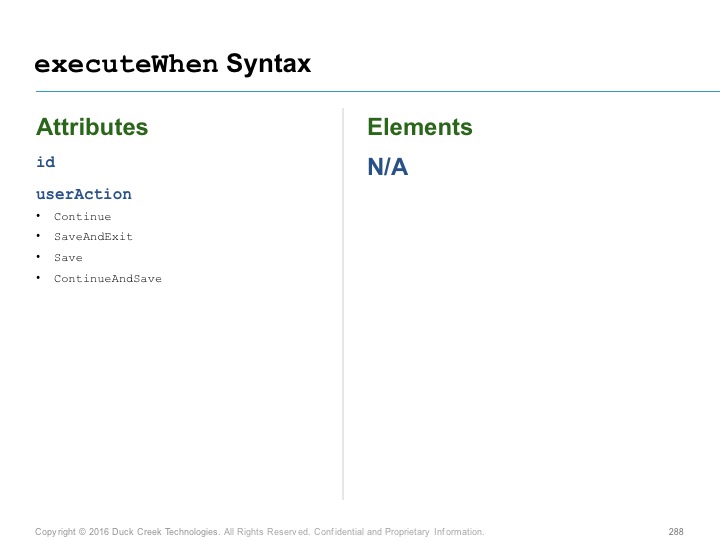 executeWhen Syntax
Attributes
id
userAction
• Continue
• SaveAndExit
• Save
• ContinueAndSave
Elements
N/A
Copyright © 2016 Duck Creek Technologies. All Rights Reserved. Confidential and Proprietary Information.
288